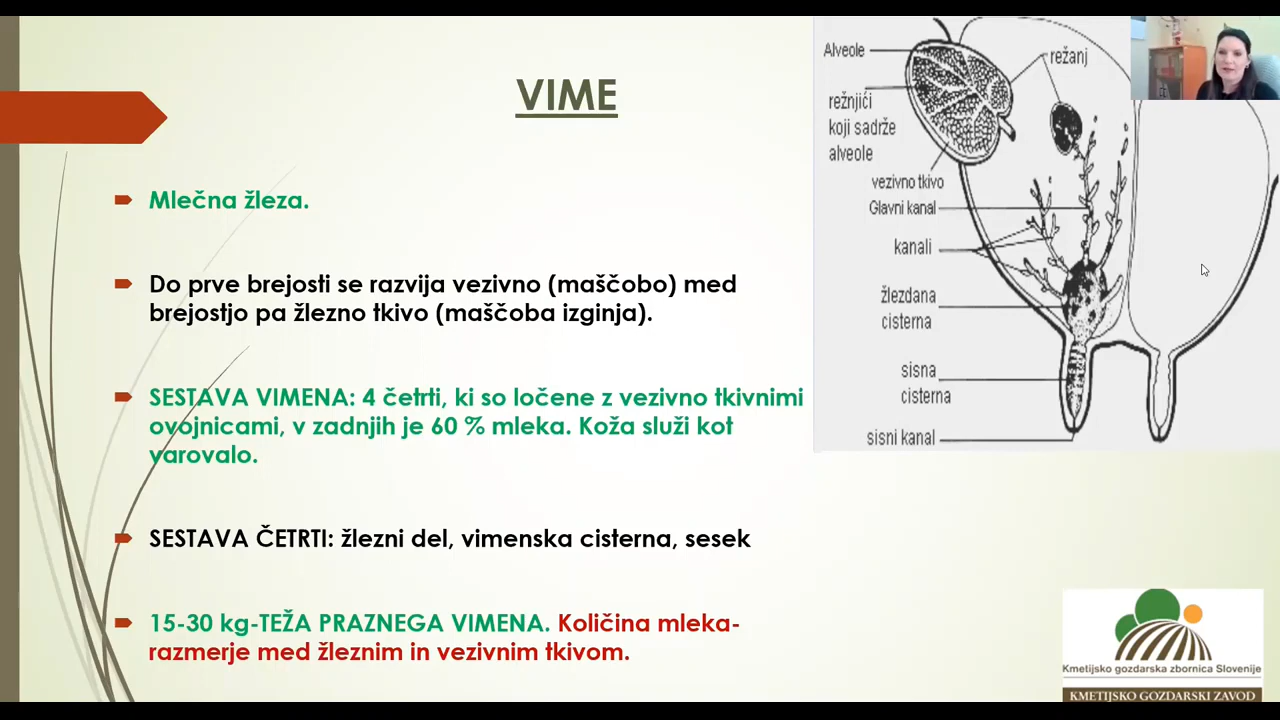 VIME
Mlečna žleza.
Do prve brejosti se razvija vezivno (maščobo) med
brejostjo pa žlezno tkivo (maščoba izginja).
SESTAVA VIMENA: 4 četrti, ki so ločene z vezivno tkivnimi
ovojnicami, v zadnjih je 60 % mleka. Koža služi kot
varovalo.
SESTAVA ČETRTI: žlezni del, vimenska cisterna, sesek
15-30 kg-TEŽA PRAZNEGA VIMENA. Količina mleka-
razmerje med žleznim in vezivnim tkivom.
Alveole
režanj
režnjići
koji sadrže
alveole
vezivno tkivo
Glavni kanal
kanali
žlezdana
cisterna
sisna
cisterna
sisni kanal
Kmetijsko gozdarska zbornica Slovenije
KMETIJSKO GOZDARSKI ZAVOD